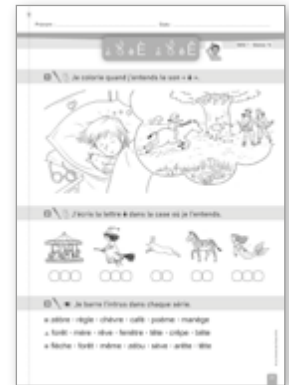 Prénom : Date :
è è È è è È
Je colorie quand j'entends le son « è ».
J'écris la lettre è dans la case où je l'entends.
Je barre l'intrus dans chaque série.
zèbre - règle - chèvre - café - poème - manège
forêt - mère - rêve - fenêtre - tête - crêpe - bête
flèche - forêt - même - zébu - sève - arête - tête